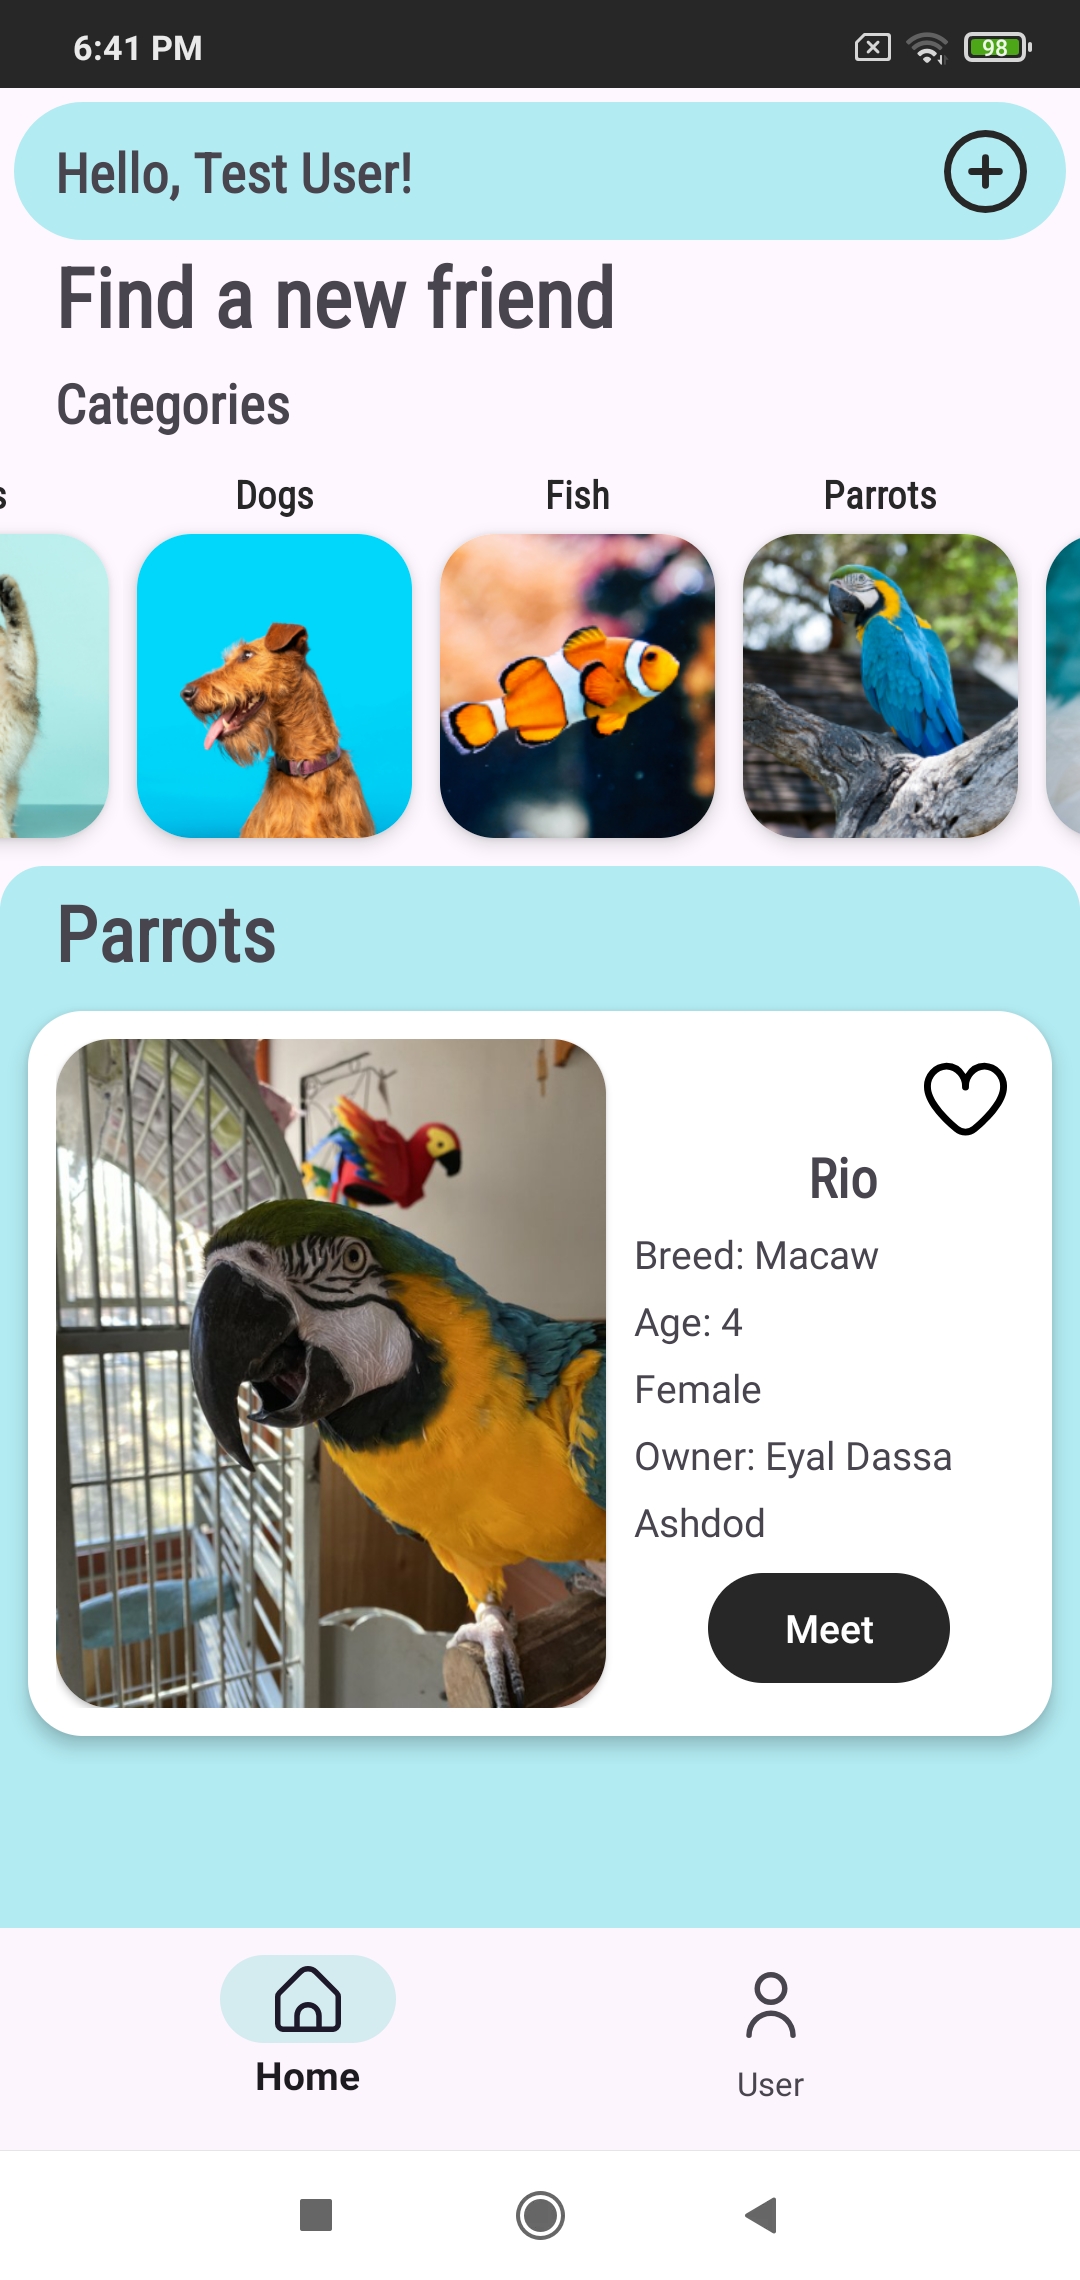 6:41 PM
98
Hello, Test User!
Find a new friend
Categories
s Dogs Fish Parrots
Parrots
Rio
Breed: Macaw
Age: 4
Female
Owner: Eyal Dassa
Ashdod
Meet
Home
User